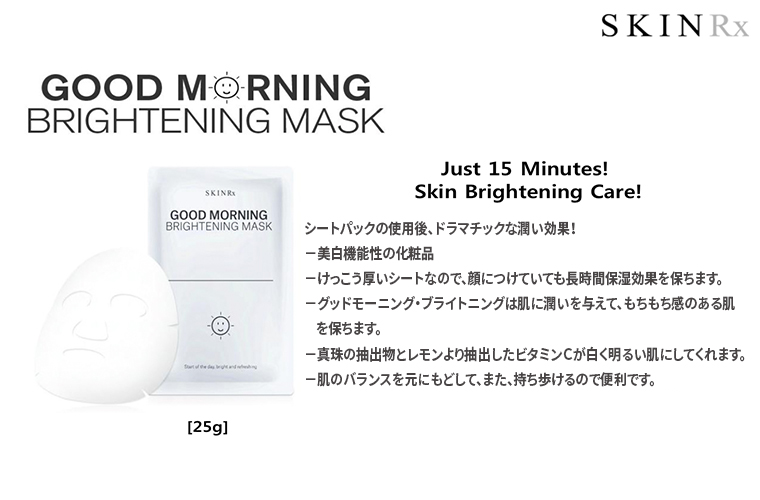 SKINRx
GOOD MORNING
BRIGHTENING MASK
SKINRx
GOOD MORNING
BRIGHTENING MASK
Start of the day, bright and refreshing
[25g]
Just 15 Minutes!
Skin Brightening Care!
シートパックの使用後、ドラマチックな潤い効果!
－美白機能性の化粧品
－けっこう厚いシートなので、顔につけていても長時間保湿効果を保ちます。
－グッドモーニング・ブライトニングは肌に潤いを与えて、もちもち感のある肌
を保ちます。
－真珠の抽出物とレモンより抽出したビタミンCが白く明るい肌にしてくれます。
－肌のバランスを元にもどして、また、持ち歩けるので便利です。